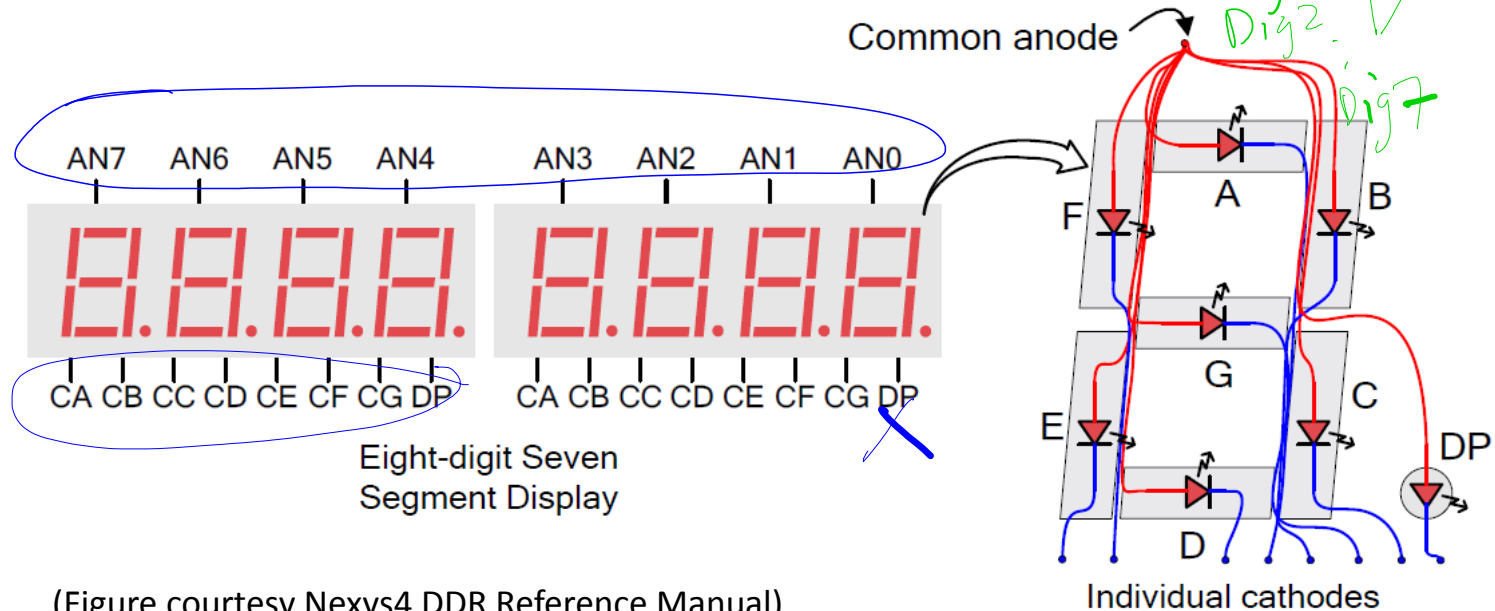 Common anode
Dig2
Dig7
AN7 AN6 AN5 AN4 AN3 AN2 AN1 AN0
A
F
B
G
E
C
D
DP
CA CB CC CD CE CF CG DP CA CB CC CD CE CF CG DP
Eight-digit Seven
Segment Display
Individual cathodes
(Figure courtesy Nexys4 DDR Reference Manual)